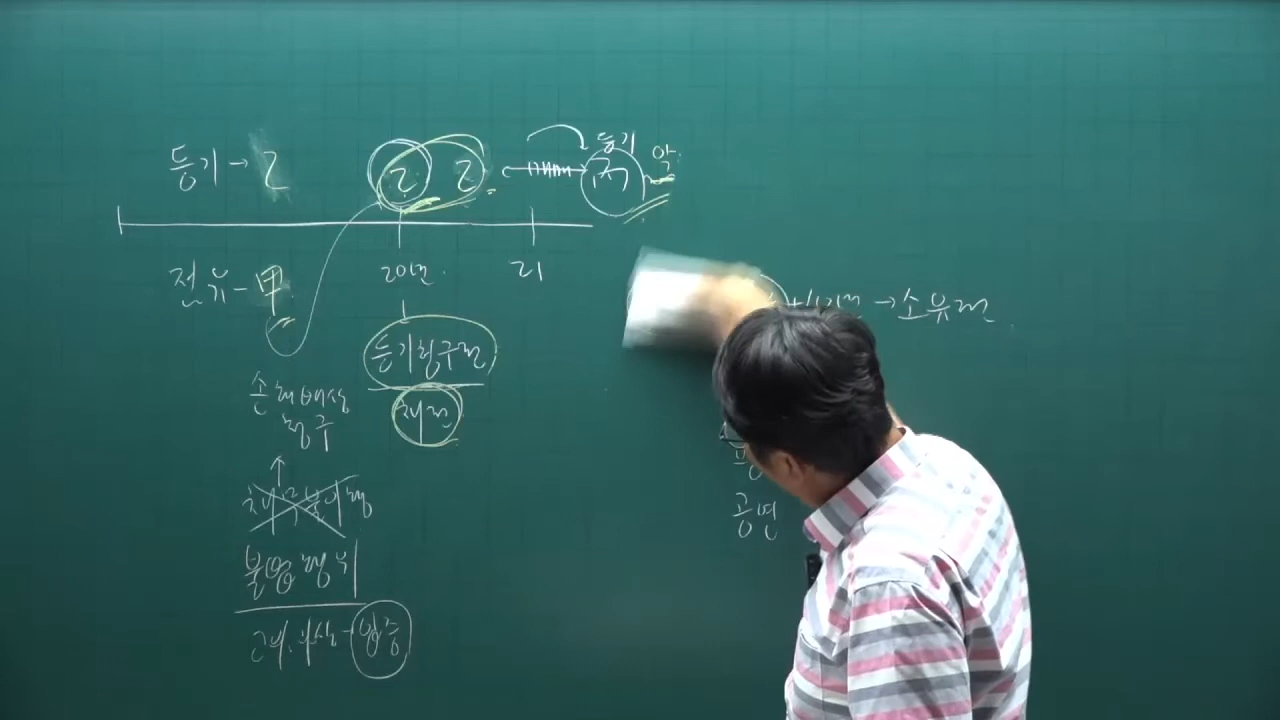 등기→乙
乙 乙
등기
丙
악
점유-甲
20년
21
→소유권
등기청구권
채권
손해배상
청구
채무불이행
불법행위
고의.과실-입증
공연